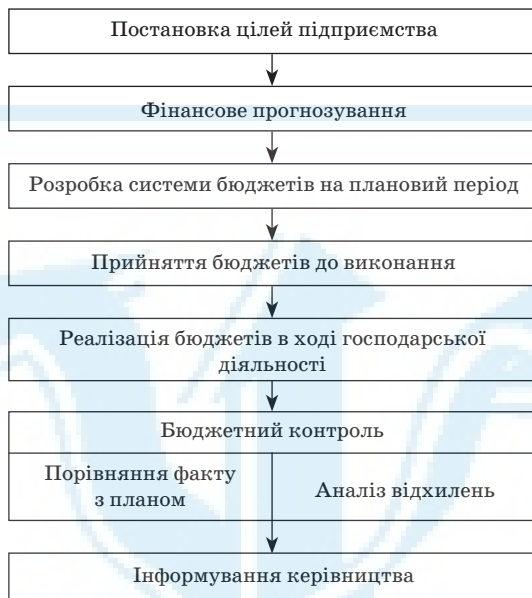 Постановка цілей підприємства
Фінансове прогнозування
Розробка системи бюджетів на плановий період
Прийняття бюджетів до виконання
Реалізація бюджетів в ході господарської
діяльності
Бюджетний контроль
Порівняння факту
з планом
Аналіз відхилень
Інформування керівництва